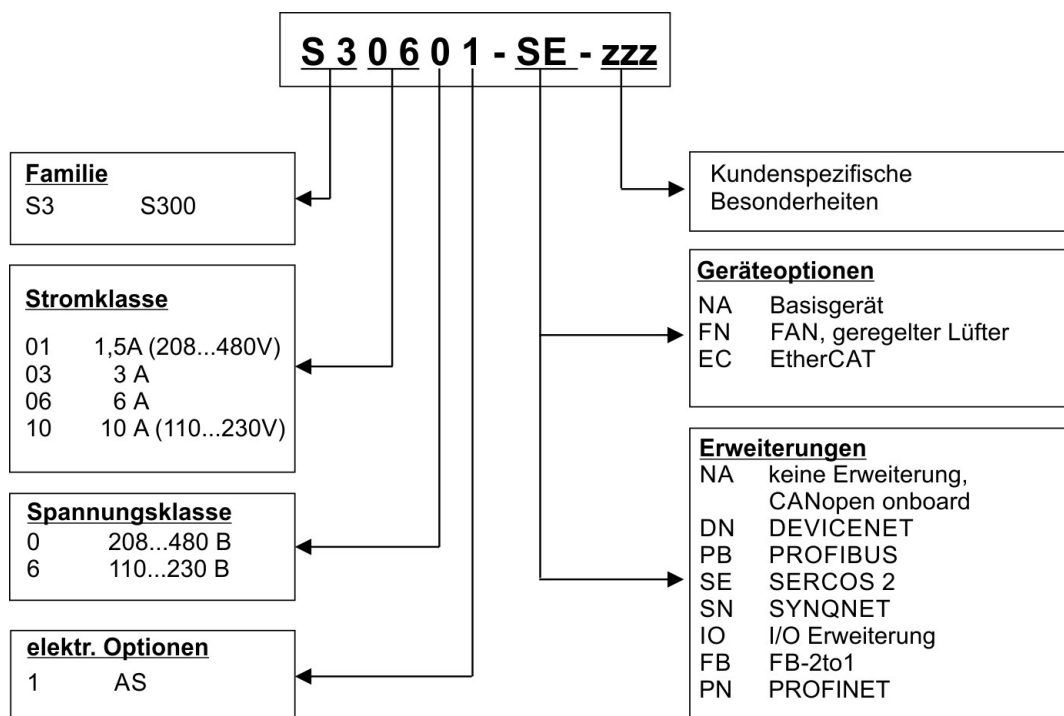 S 3 0 6 0 1 - SE - zzz
Familie
S3 S300
Stromklasse
01 1,5A (208...480V)
03 3 A
06 6 A
10 10 A (110...230V)
Spannungsklasse
0 208...480 B
6 110...230 B
elektr. Optionen
1 AS
Kundenspezifische
Besonderheiten
Geräteoptionen
NA Basisgerät
FN FAN, geregelter Lüfter
EC EtherCAT
Erweiterungen
NA keine Erweiterung,
CANopen onboard
DN DEVICENET
PB PROFIBUS
SE SERCOS 2
SN SYNQNET
IO I/O Erweiterung
FB FB-2to1
PN PROFINET